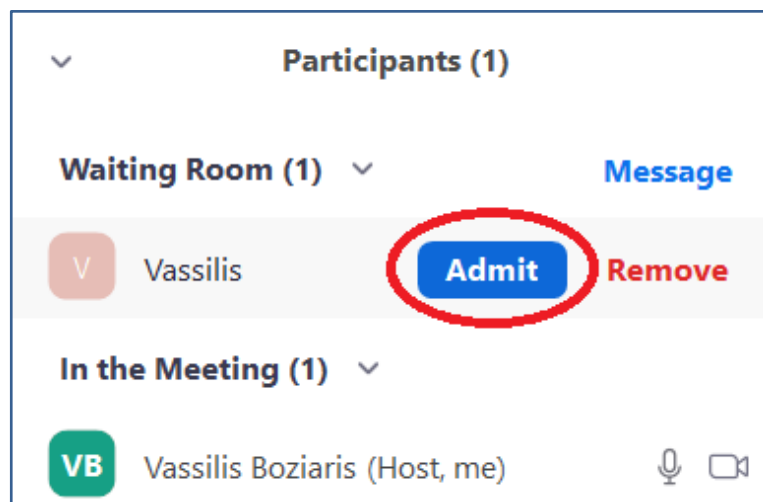 Participants (1)
Waiting Room (1) Message
V Vassilis Admit Remove
In the Meeting (1)
VB Vassilis Boziaris (Host, me)